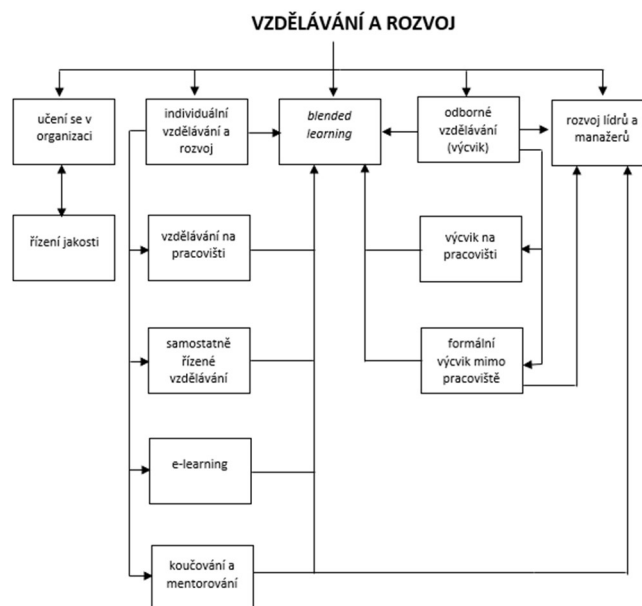 VZDĚLÁVÁNÍ A ROZVOJ
učení se v
organizaci
individuální
vzdělávání a
rozvoj
blended
learning
odborné
vzdělávání
(výcvik)
rozvoj lídrů a
manažerů
řízení jakosti
vzdělávání na
pracovišti
výcvik na
pracovišti
samostatně
řízené
vzdělávání
formální
výcvik mimo
pracoviště
e-learning
koučování a
mentorování